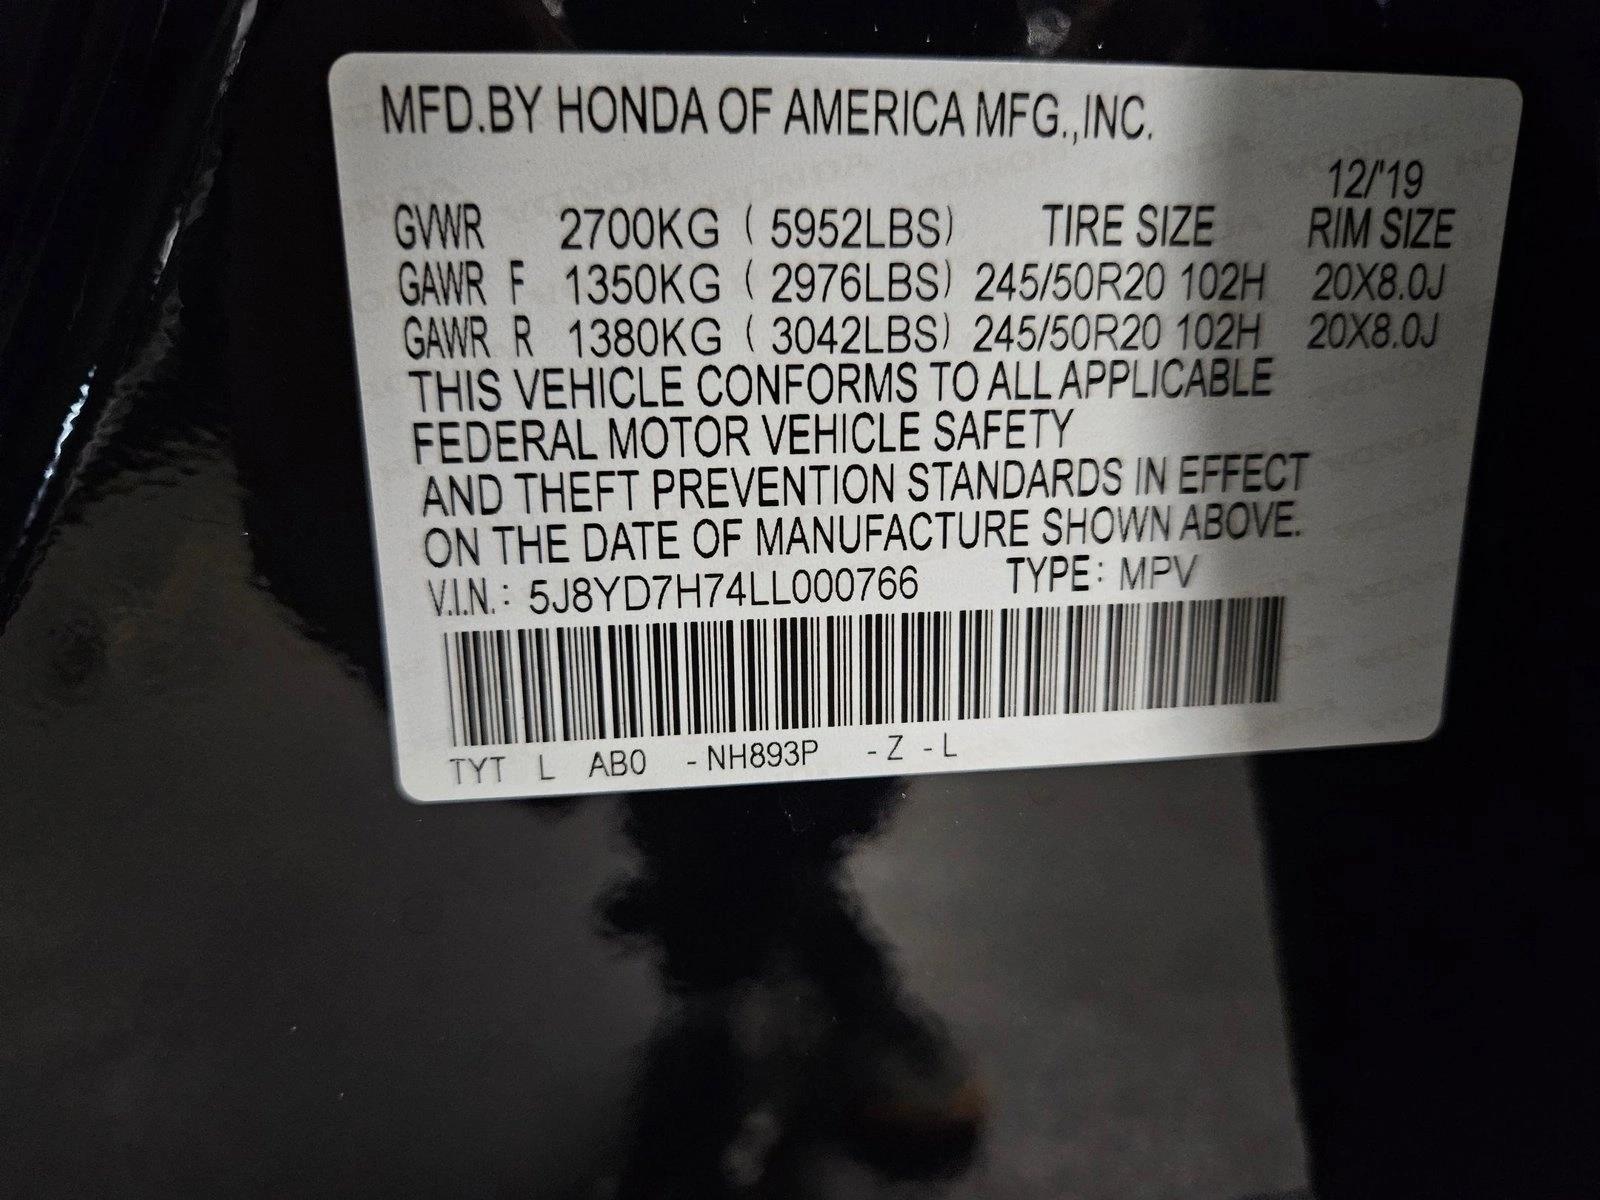 MFD.BY HONDA OF AMERICA MFG.,INC.
12/'19
GVWR 2700KG ( 5952LBS) TIRE SIZE RIM SIZE
GAWR F 1350KG ( 2976LBS) 245/50R20 102H 20X8.0J
GAWR R 1380KG ( 3042LBS) 245/50R20 102H 20X8.0J
THIS VEHICLE CONFORMS TO ALL APPLICABLE
FEDERAL MOTOR VEHICLE SAFETY
AND THEFT PREVENTION STANDARDS IN EFFECT
ON THE DATE OF MANUFACTURE SHOWN ABOVE.
V.I.N.: 5J8YD7H74LL000766 TYPE: MPV
TYT L AB0 -NH893P -Z -L